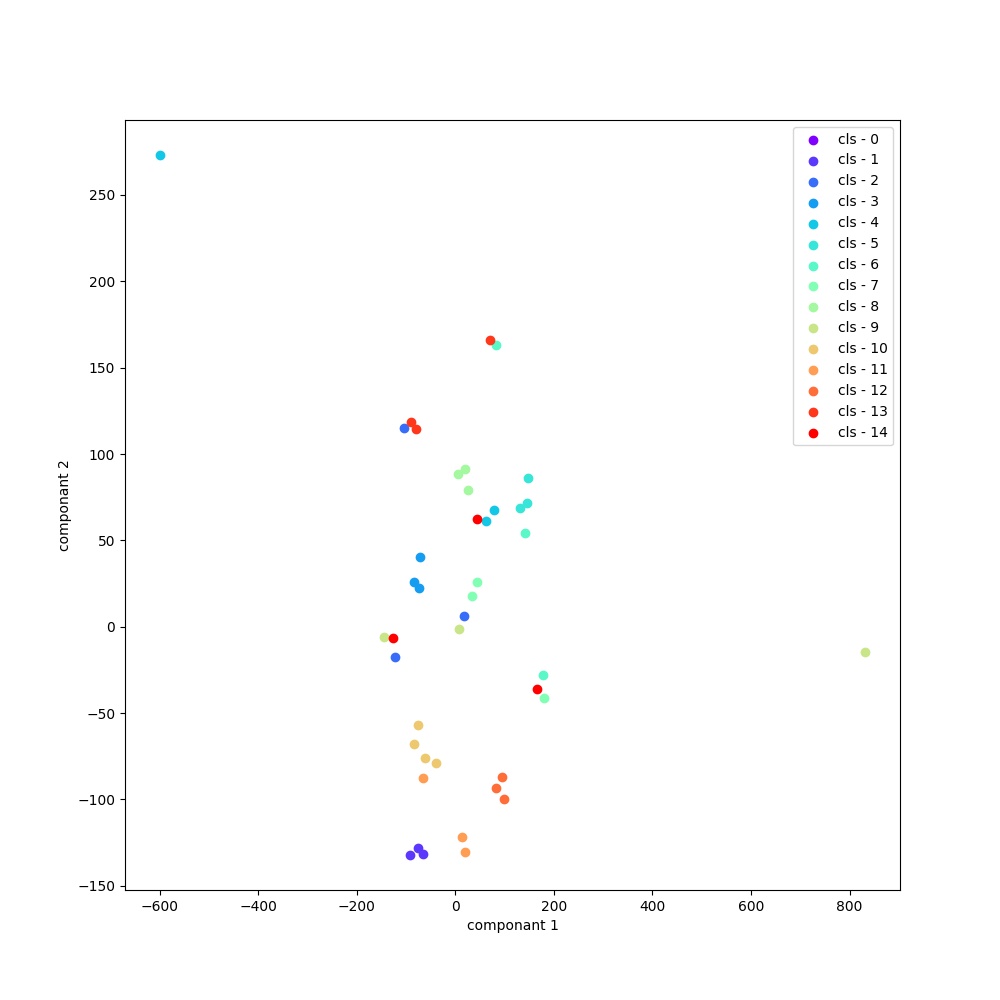 cls - 0
cls - 1
cls - 2
cls - 3
cls - 4
cls - 5
cls - 6
cls - 7
cls - 8
cls - 9
cls - 10
cls - 11
cls - 12
cls - 13
cls - 14
250
200
150
100
50
0
−50
−100
−150
componant 2
−600 −400 −200 0 200 400 600 800
componant 1